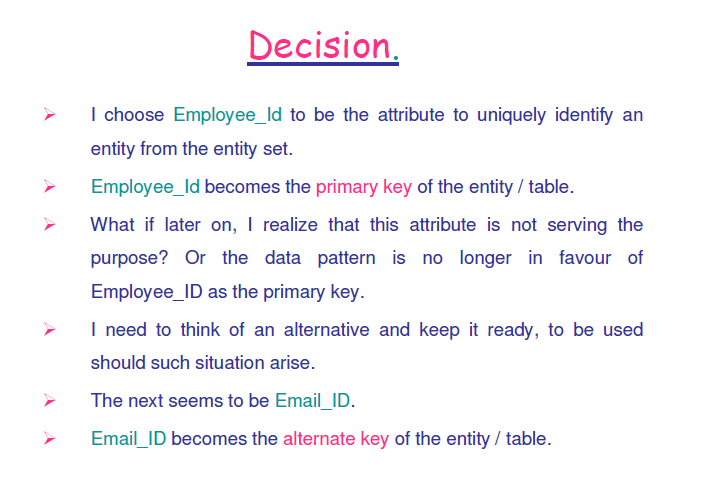 Decision.
I choose Employee_Id to be the attribute to uniquely identify an
entity from the entity set.
Employee_Id becomes the primary key of the entity / table.
What if later on, I realize that this attribute is not serving the
purpose? Or the data pattern is no longer in favour of
Employee_ID as the primary key.
I need to think of an alternative and keep it ready, to be used
should such situation arise.
The next seems to be Email_ID.
Email_ID becomes the alternate key of the entity / table.